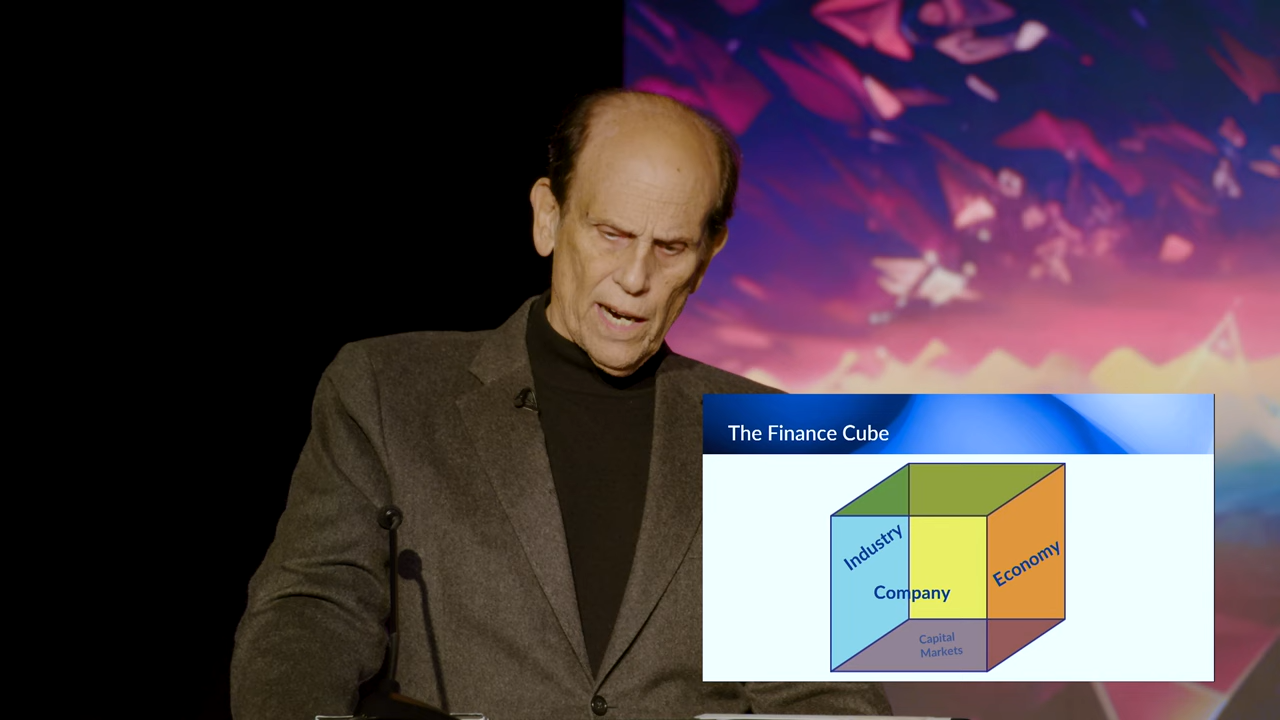 The Finance Cube
Industry
Economy
Company
Capital
Markets